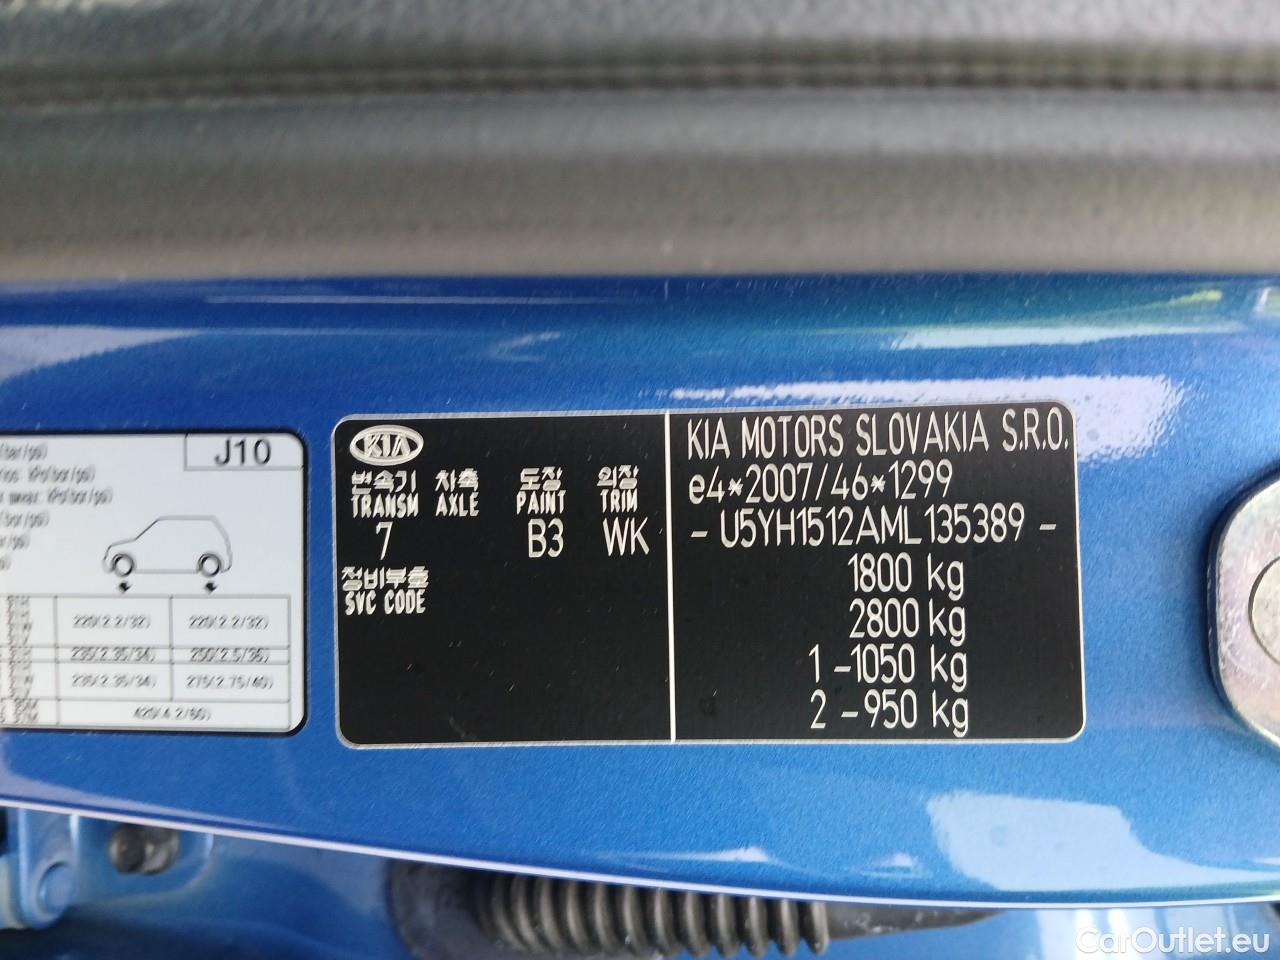 J10
220(2.2/32) 220(2.2/32)
235(2.35/34) 250(2.5/36)
235(2.35/34) 275(2.75/40)
420(4.2/60)
KIA
변속기 차축 도장 의장
TRANSM AXLE PAINT TRIM
7 B3 WK
정비부호
SVC CODE
KIA MOTORS SLOVAKIA S.R.O.
e4*2007/46*1299
- U5YH1512AML135389 -
1800 kg
2800 kg
1 -1050 kg
2 -950 kg
CarOutlet.eu